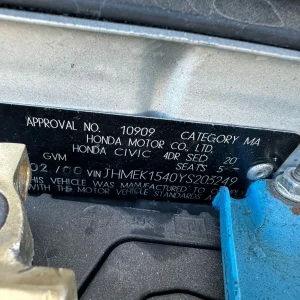 APPROVAL NO. 10909 CATEGORY MA
HONDA MOTOR CO, LTD.
HONDA CIVIC 4DR SED 20
GVM SEATS 5
02/00 VIN JHMEK1540YS205249
THIS VEHICLE WAS MANUFACTURED TO
WITH THE MOTOR VEHICLE STANDARDS